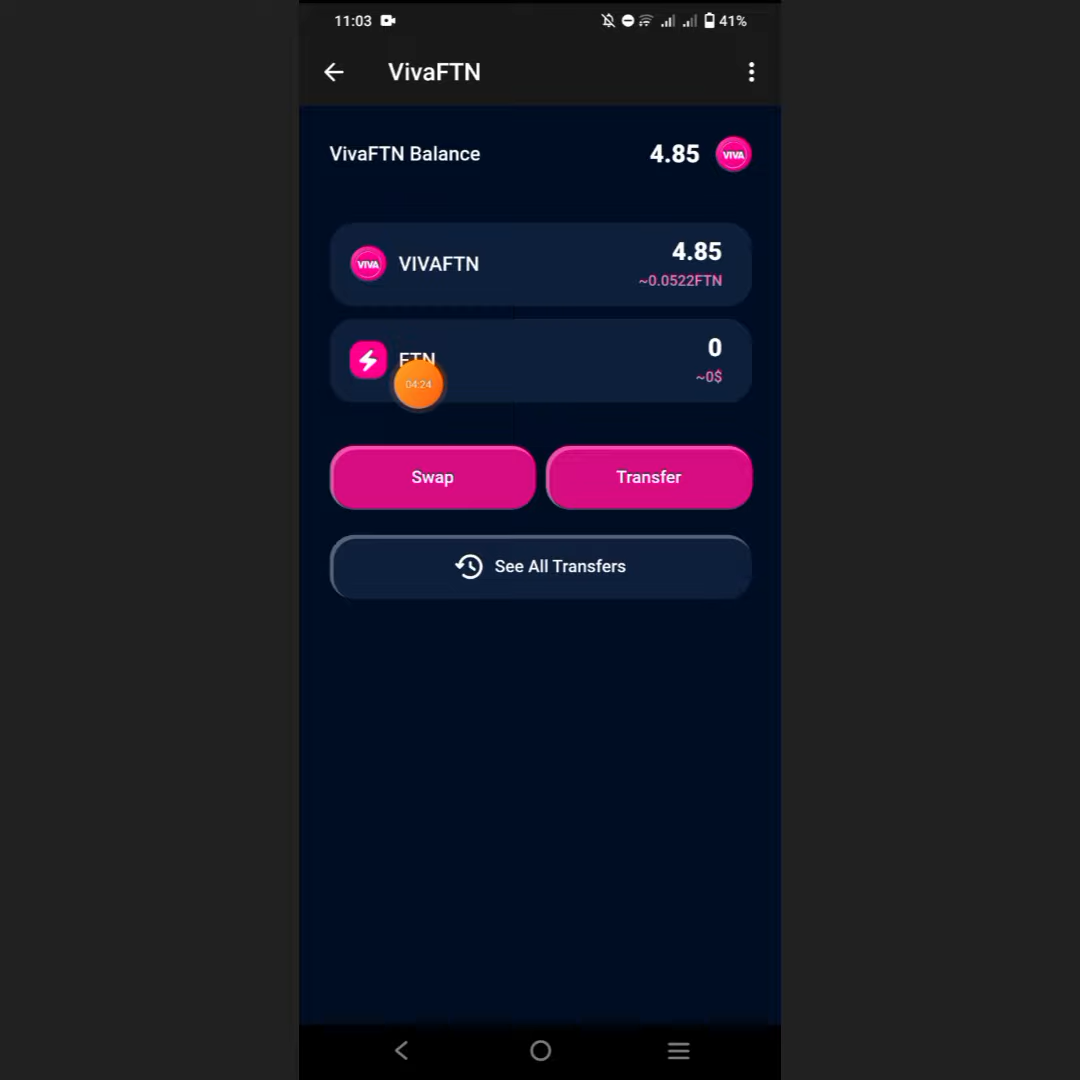 11:03 41%
VivaFTN
VivaFTN Balance 4.85 VIVA
VIVA VIVAFTN 4.85
~0.0522FTN
FTN 0
04:24 ~0$
Swap Transfer
See All Transfers